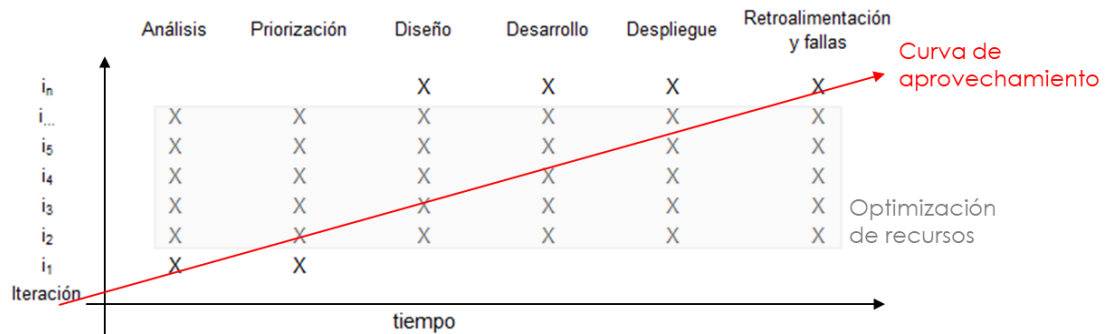 Análisis Priorización Diseño Desarrollo Despliegue Retroalimentación
y fallas
Curva de
aprovechamiento
iₙ X X X X
i... X X X X X X
i₅ X X X X X X
i₄ X X X X X X
i₃ X X X X X X
i₂ X X X X X X
i₁ X X
Optimización
de recursos
Iteración
tiempo